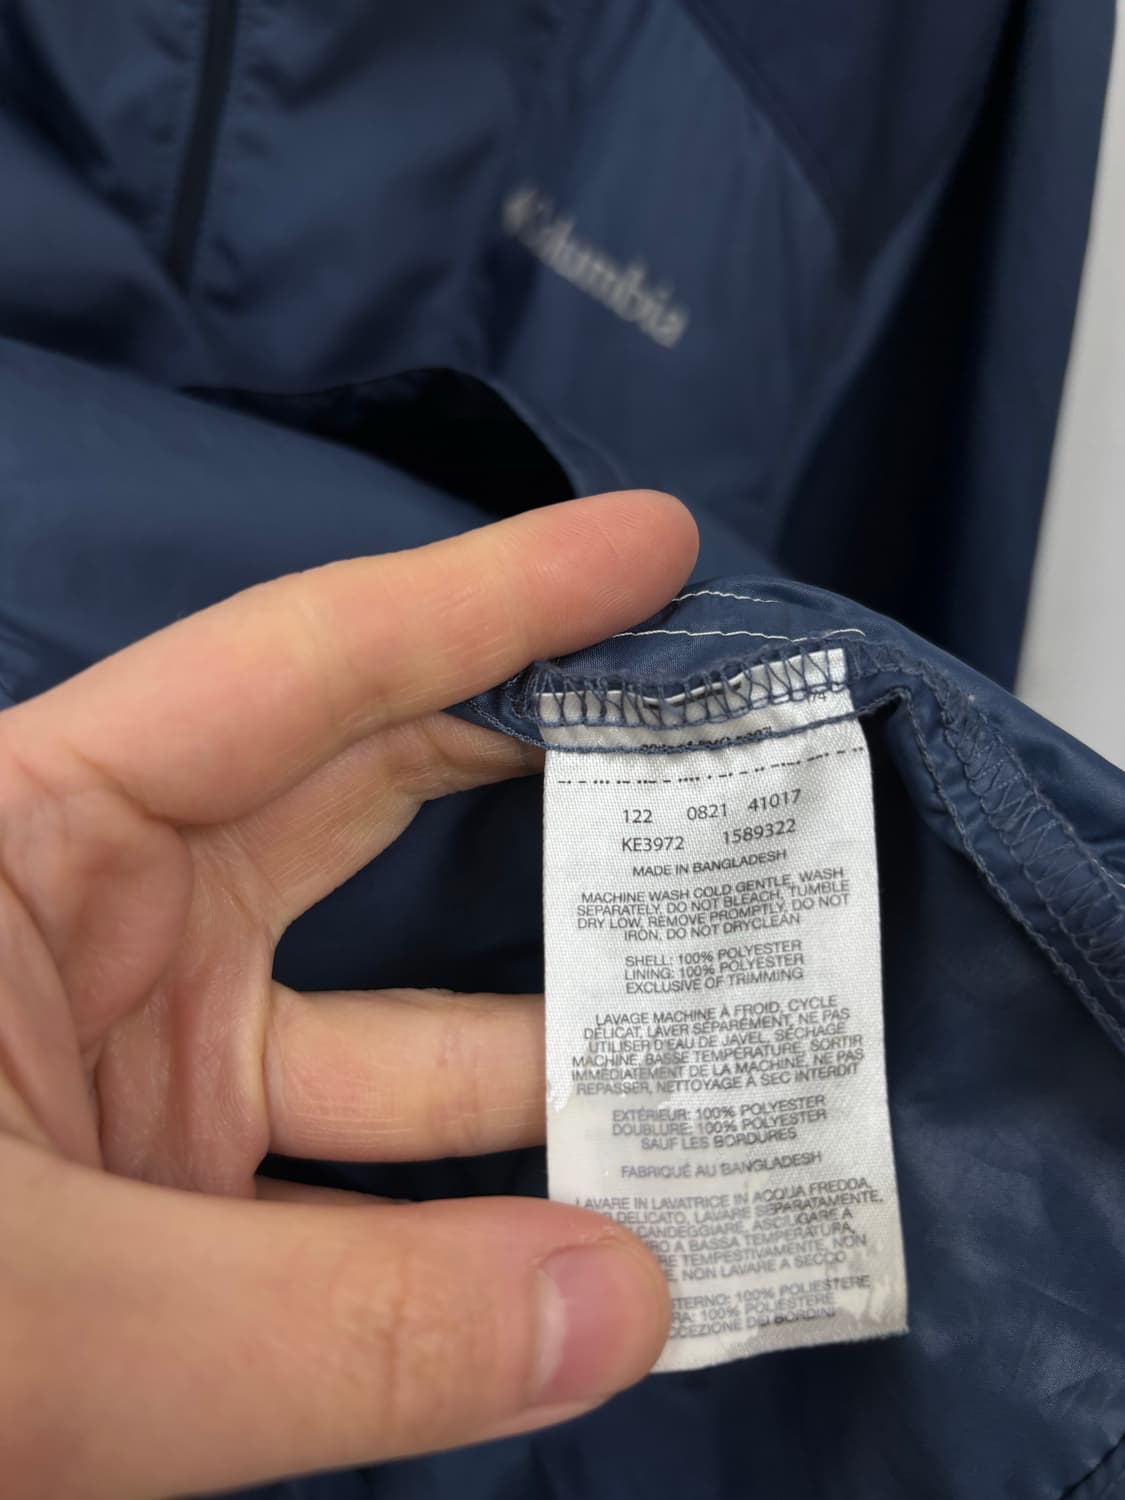 Columbia
122 0821 41017
KE3972 1589322
MADE IN BANGLADESH
MACHINE WASH COLD GENTLE, WASH
SEPARATELY, DO NOT BLEACH, TUMBLE
DRY LOW, REMOVE PROMPTLY, DO NOT
IRON, DO NOT DRYCLEAN
SHELL: 100% POLYESTER
LINING: 100% POLYESTER
EXCLUSIVE OF TRIMMING
LAVAGE MACHINE À FROID, CYCLE
DÉLICAT, LAVER SÉPARÉMENT, NE PAS
UTILISER D'EAU DE JAVEL, SÉCHAGE
MACHINE, BASSE TEMPÉRATURE, SORTIR
IMMÉDIATEMENT DE LA MACHINE, NE PAS
REPASSER, NETTOYAGE À SEC INTERDIT
EXTÉRIEUR: 100% POLYESTER
DOUBLURE: 100% POLYESTER
SAUF LES BORDURES
FABRIQUÉ AU BANGLADESH
LAVARE IN LAVATRICE IN ACQUA FREDDA,
DELICATO, LAVARE SEPARATAMENTE,
CANDEGGIARE, ASCIUGARE A
A BASSA TEMPERATURA,
TEMPESTIVAMENTE, NON
NON LAVARE A SECCO
100% POLIESTERE
100% POLIESTERE
DEI BORDINI